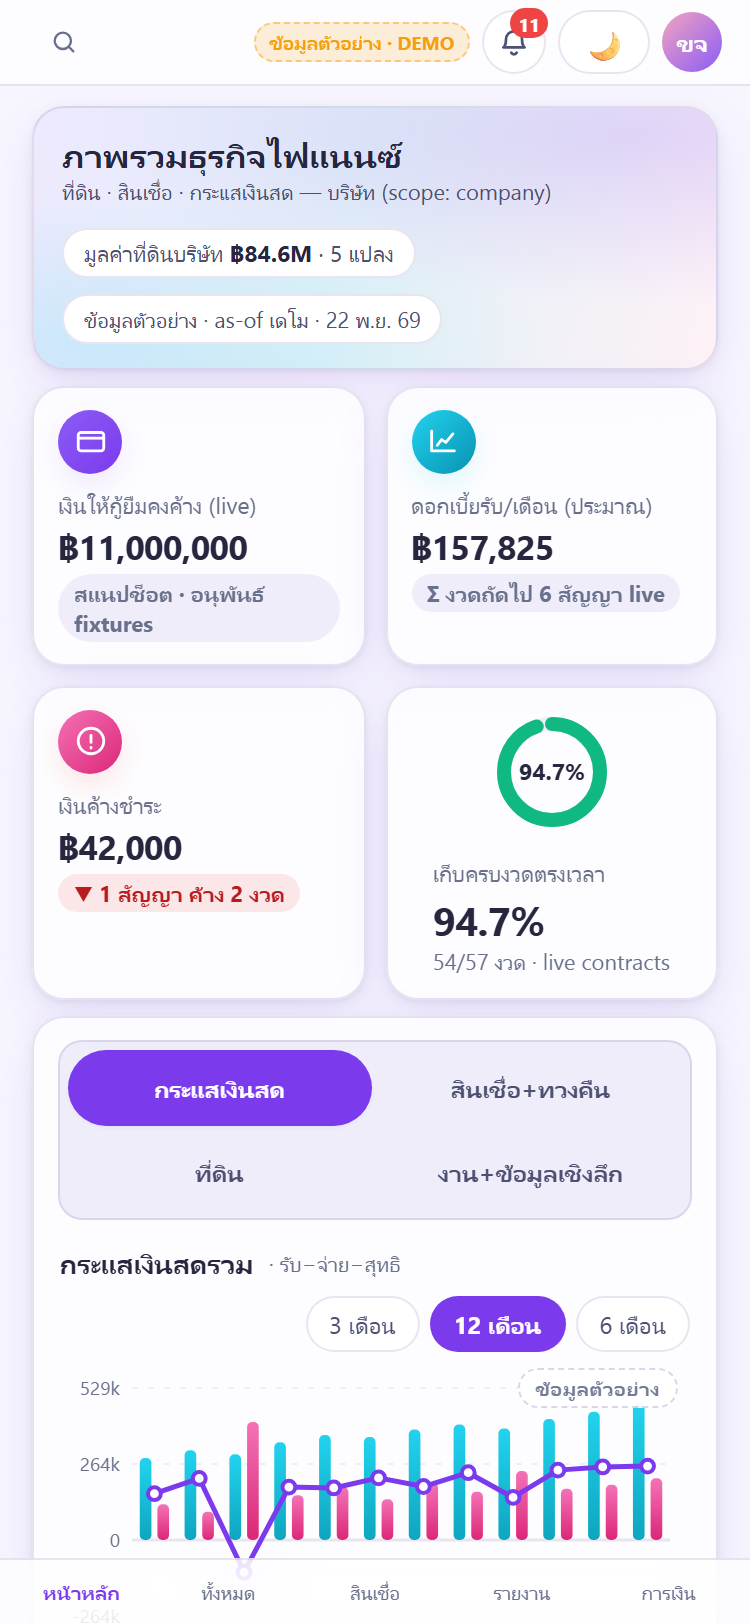 ข้อมูลตัวอย่าง · DEMO
11
ขจ
ภาพรวมธุรกิจไฟแนนซ์
ที่ดิน · สินเชื่อ · กระแสเงินสด — บริษัท (scope: company)
มูลค่าที่ดินบริษัท ฿84.6M · 5 แปลง
ข้อมูลตัวอย่าง · as-of เดโม · 22 พ.ย. 69
เงินให้กู้ยืมคงค้าง (live)
฿11,000,000
สแนปช็อต · อนุพันธ์
fixtures
ดอกเบี้ยรับ/เดือน (ประมาณ)
฿157,825
Σ งวดถัดไป 6 สัญญา live
เงินค้างชำระ
฿42,000
▼ 1 สัญญา ค้าง 2 งวด
94.7%
เก็บครบงวดตรงเวลา
94.7%
54/57 งวด · live contracts
กระแสเงินสด
สินเชื่อ+ทวงคืน
ที่ดิน
งาน+ข้อมูลเชิงลึก
กระแสเงินสดรวม · รับ−จ่าย−สุทธิ
3 เดือน
12 เดือน
6 เดือน
ข้อมูลตัวอย่าง
529k
264k
0
-264k
หน้าหลัก
ทั้งหมด
สินเชื่อ
รายงาน
การเงิน